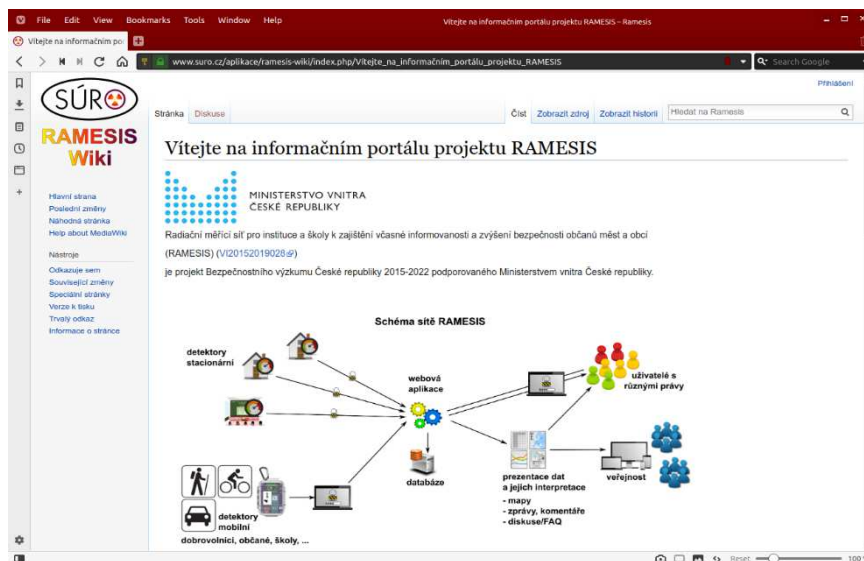 File Edit View Bookmarks Tools Window Help
Vítejte na informačním portálu projektu RAMESIS – Ramesis
Vítejte na informačním po
www.suro.cz/aplikace/ramesis-wiki/index.php/Vítejte_na_informačním_portálu_projektu_RAMESIS
Search Google
Přihlášení
SÚRO
RAMESIS
Wiki
Stránka Diskuse
Číst Zobrazit zdroj Zobrazit historii Hledat na Ramesis
Hlavní strana
Poslední změny
Náhodná stránka
Help about MediaWiki
Nástroje
Odkazuje sem
Související změny
Speciální stránky
Verze k tisku
Trvalý odkaz
Informace o stránce
Vítejte na informačním portálu projektu RAMESIS
MINISTERSTVO VNITRA
ČESKÉ REPUBLIKY
Radiační měřící síť pro instituce a školy k zajištění včasné informovanosti a zvýšení bezpečnosti občanů měst a obcí
(RAMESIS) (VI20152019028)
je projekt Bezpečnostního výzkumu České republiky 2015-2022 podporovaného Ministerstvem vnitra České republiky.
Schéma sítě RAMESIS
detektory
stacionární
webová
aplikace
uživatelé s
různými právy
databáze
prezentace dat
a jejich interpretace
- mapy
- zprávy, komentáře
- diskuse/FAQ
veřejnost
detektory
mobilní
dobrovolníci, občané, školy, ...
Reset
100